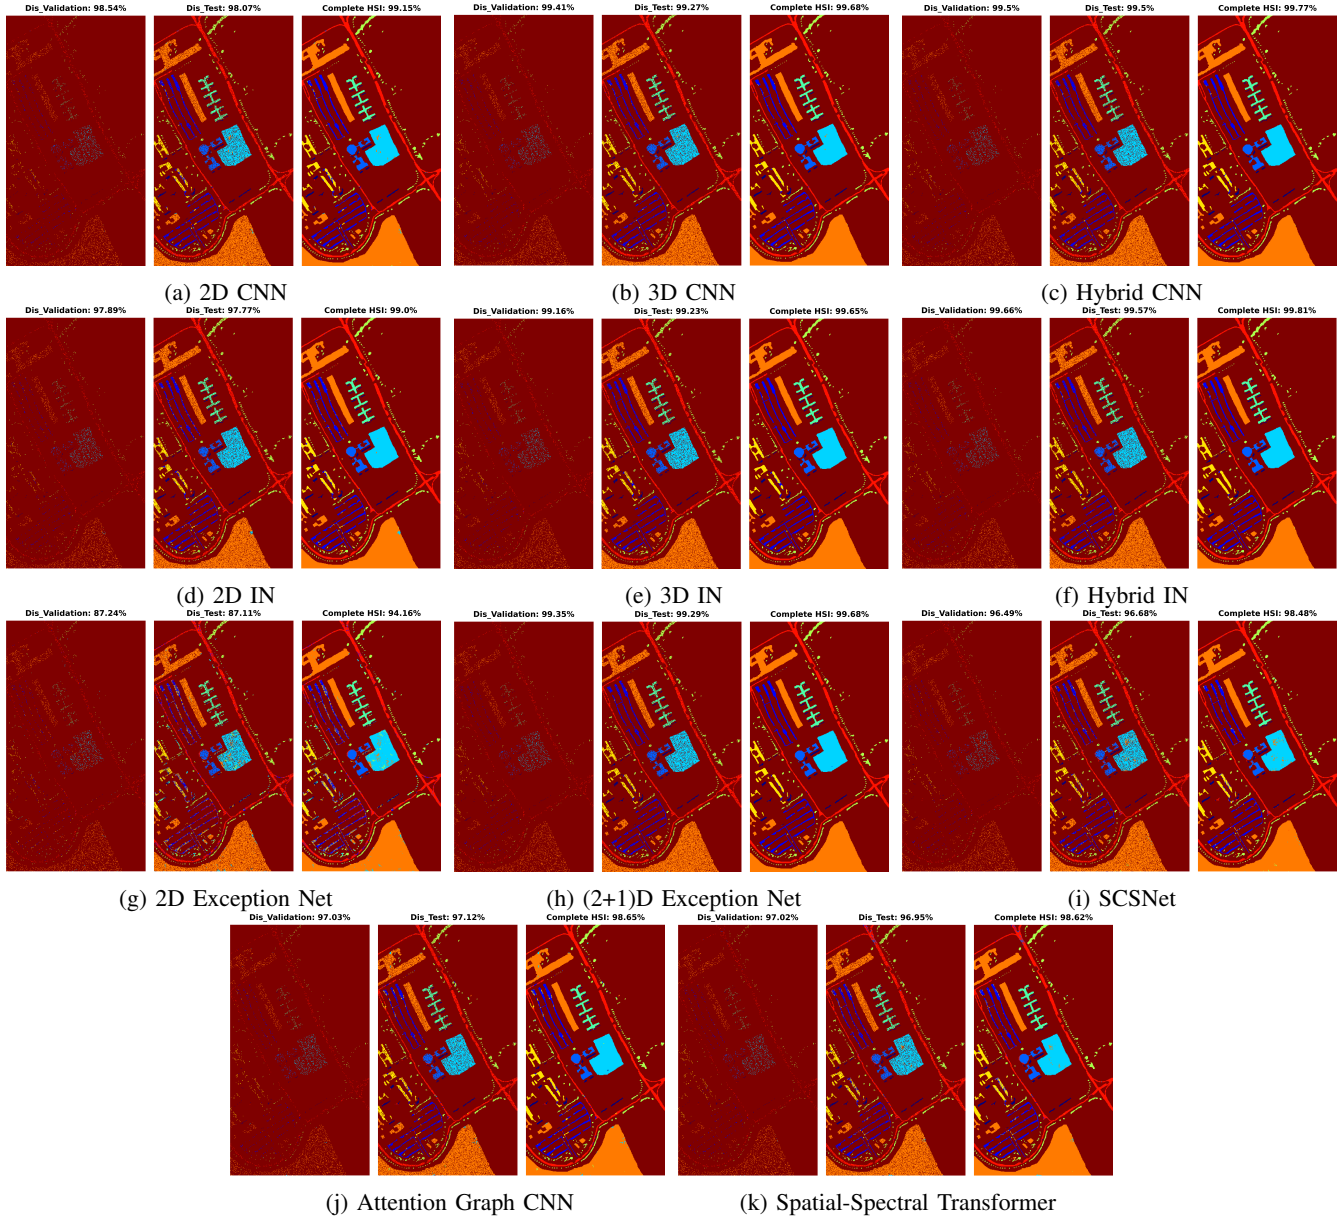 Dis_Validation: 98.54% Dis_Test: 98.07% Complete HSI: 99.15% Dis_Validation: 99.41% Dis_Test: 99.27% Complete HSI: 99.68% Dis_Validation: 99.5% Dis_Test: 99.5% Complete HSI: 99.77%
(a) 2D CNN (b) 3D CNN (c) Hybrid CNN
Dis_Validation: 97.89% Dis_Test: 97.77% Complete HSI: 99.0% Dis_Validation: 99.16% Dis_Test: 99.23% Complete HSI: 99.65% Dis_Validation: 99.66% Dis_Test: 99.57% Complete HSI: 99.81%
(d) 2D IN (e) 3D IN (f) Hybrid IN
Dis_Validation: 87.24% Dis_Test: 87.11% Complete HSI: 94.16% Dis_Validation: 99.35% Dis_Test: 99.29% Complete HSI: 99.68% Dis_Validation: 96.49% Dis_Test: 96.68% Complete HSI: 98.48%
(g) 2D Exception Net (h) (2+1)D Exception Net (i) SCSNet
Dis_Validation: 97.03% Dis_Test: 97.12% Complete HSI: 98.65% Dis_Validation: 97.02% Dis_Test: 96.95% Complete HSI: 98.62%
(j) Attention Graph CNN (k) Spatial-Spectral Transformer